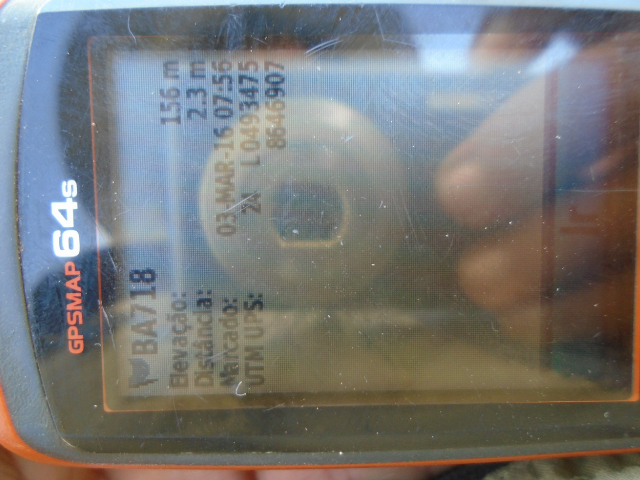 GPSMAP 64s
BA718
Elevação: 156 m
Distância: 2.3 m
Marcado: 03-MAR-16 07:56
UTM UPS: 24 L 0493475
8646907
Ir